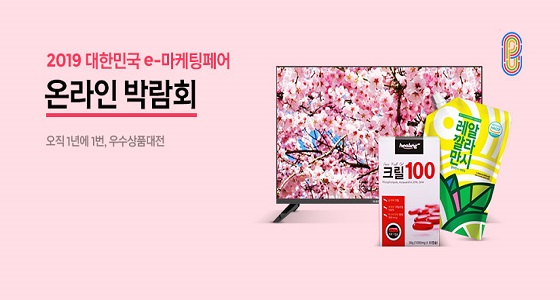 2019 대한민국 e-마케팅페어
온라인 박람회
오직 1년에 1번, 우수상품대전
healing
크릴100
레알
깔라
만시